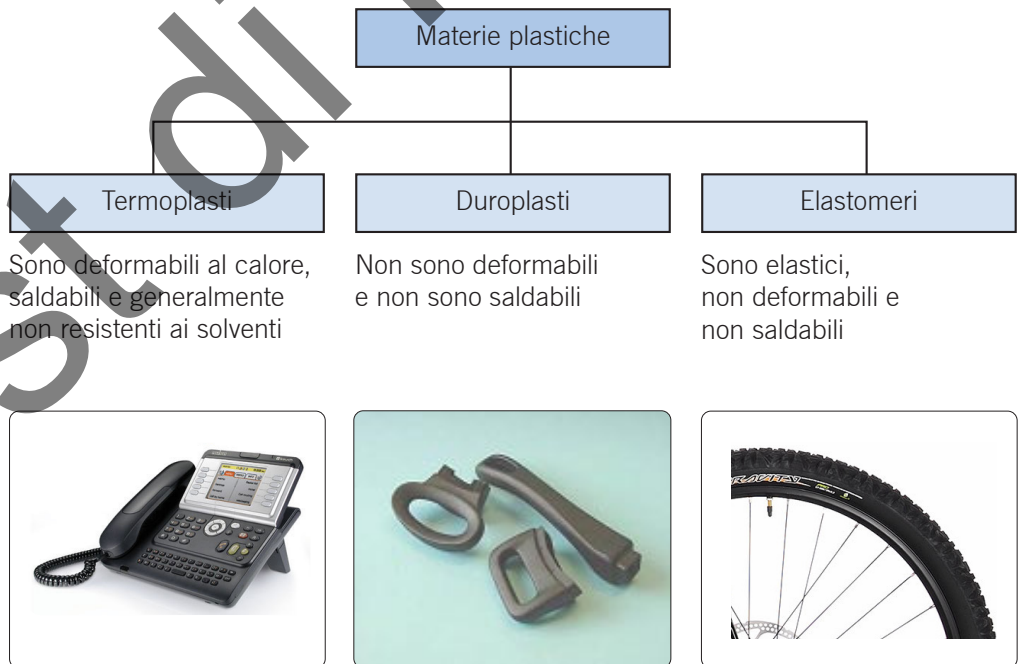 Materie plastiche
Termoplasti
Duroplasti
Elastomeri
Sono deformabili al calore,
saldabili e generalmente
non resistenti ai solventi
Non sono deformabili
e non sono saldabili
Sono elastici,
non deformabili e
non saldabili